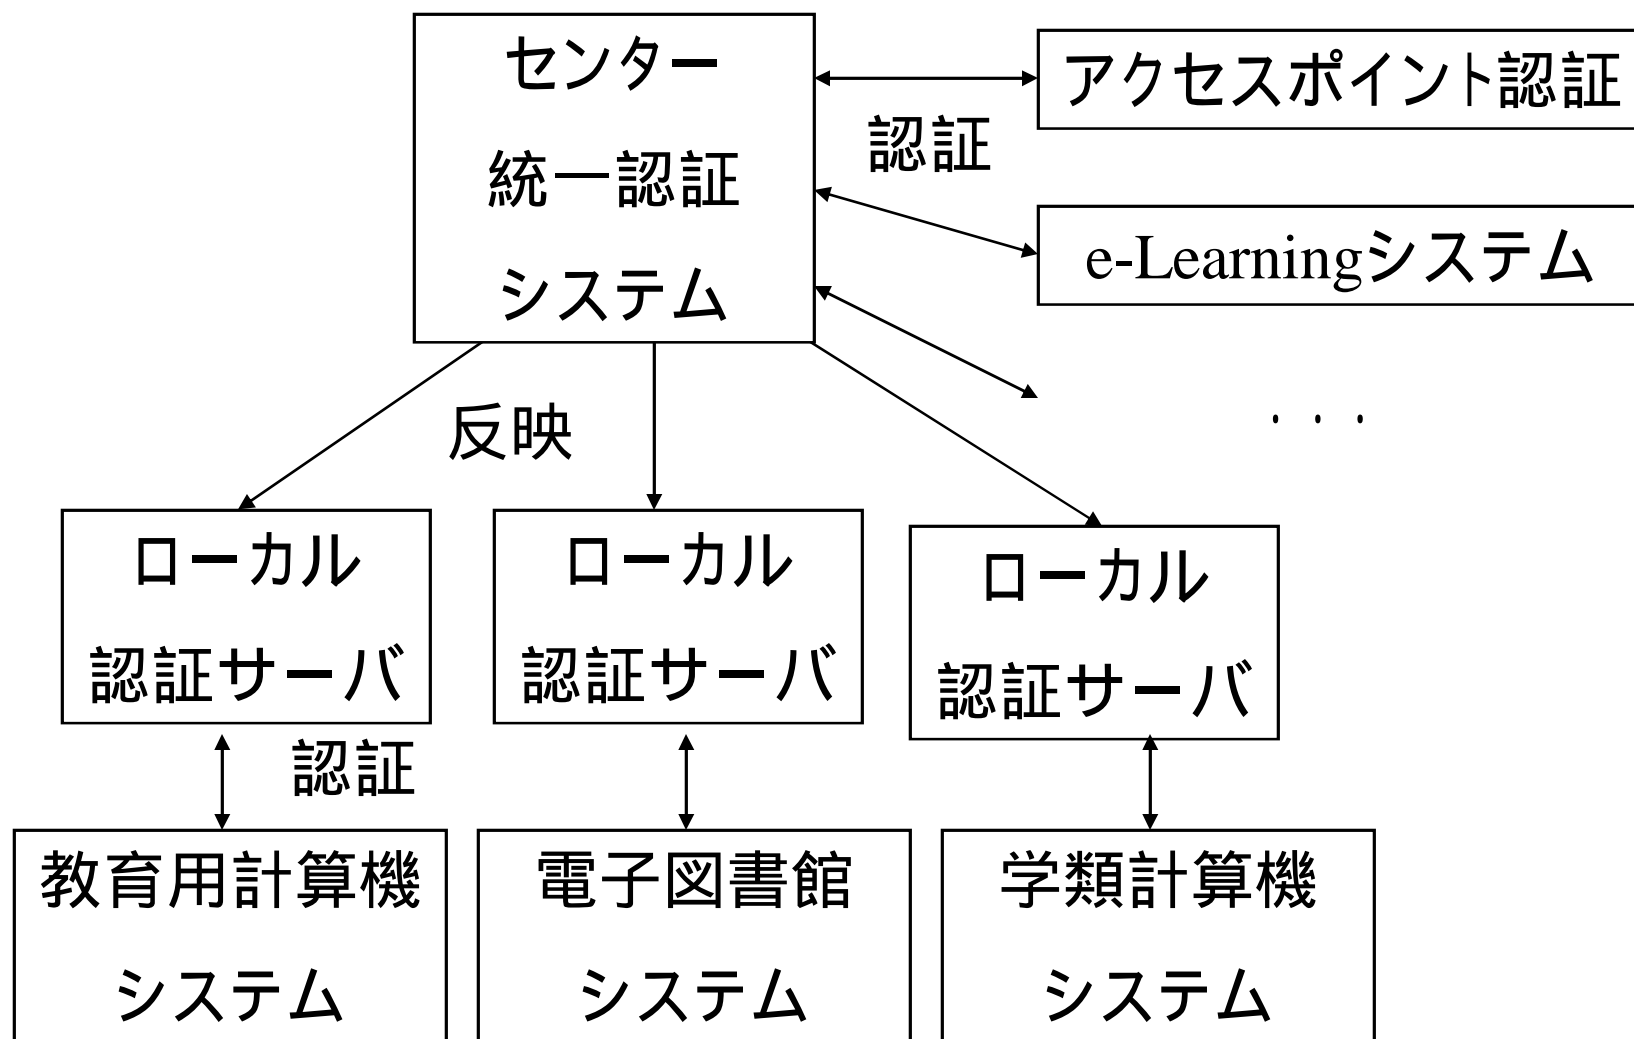 センター
統一認証
システム
アクセスポイント認証
認証
e-Learningシステム
・・・
反映
ローカル
認証サーバ
ローカル
認証サーバ
ローカル
認証サーバ
認証
教育用計算機
システム
電子図書館
システム
学類計算機
システム